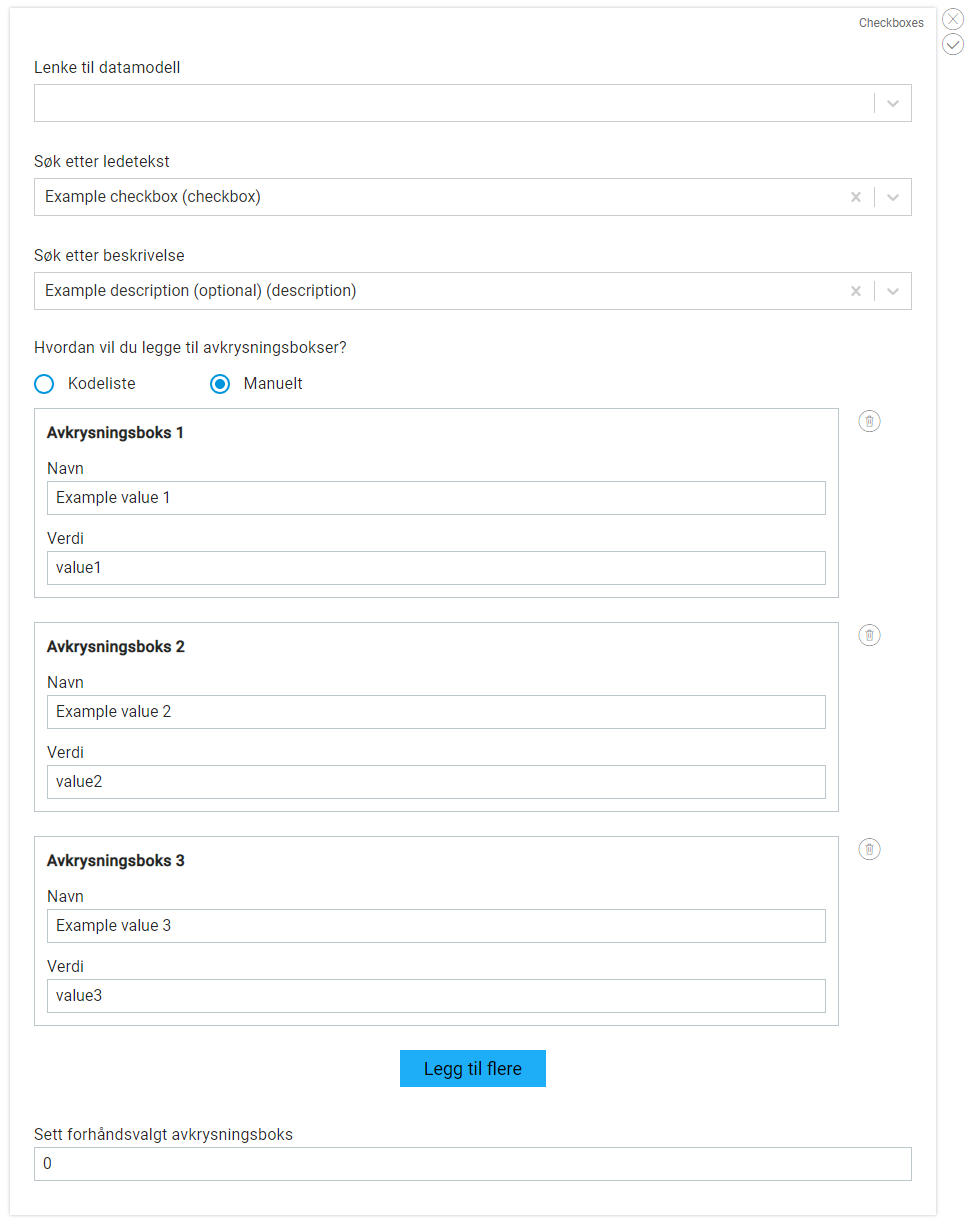 Checkboxes
Lenke til datamodell
Søk etter ledetekst
Example checkbox (checkbox)
Søk etter beskrivelse
Example description (optional) (description)
Hvordan vil du legge til avkrysningsbokser?
Kodeliste Manuelt
Avkrysningsboks 1
Navn
Example value 1
Verdi
value1
Avkrysningsboks 2
Navn
Example value 2
Verdi
value2
Avkrysningsboks 3
Navn
Example value 3
Verdi
value3
Legg til flere
Sett forhåndsvalgt avkrysningsboks
0